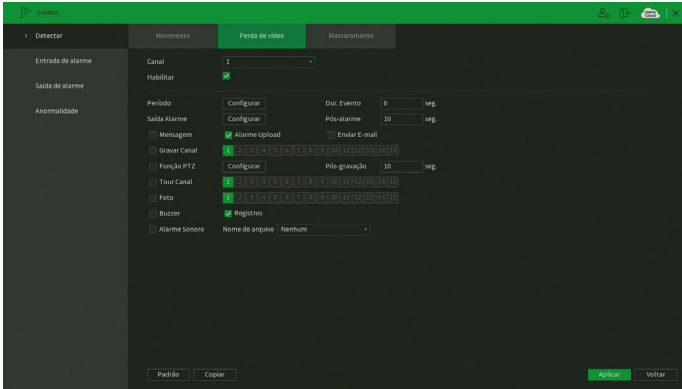 Evento
Detectar
Entrada de alarme
Saída de alarme
Anormalidade
Movimento Perda de vídeo Mascaramento
Canal 1
Habilitar
Período Configurar Dur. Evento 0 seg.
Saída Alarme Configurar Pós-alarme 10 seg.
Mensagem Alarme Upload Enviar E-mail
Gravar Canal 1 2 3 4 5 6 7 8 9 10 11 12 13 14 15
Função PTZ Configurar Pós-gravação 10 seg.
Tour Canal 1 2 3 4 5 6 7 8 9 10 11 12 13 14 15
Foto 1 2 3 4 5 6 7 8 9 10 11 12 13 14 15
Buzzer Registros
Alarme Sonoro Nome do arquivo Nenhum
Padrão Copiar Aplicar Voltar